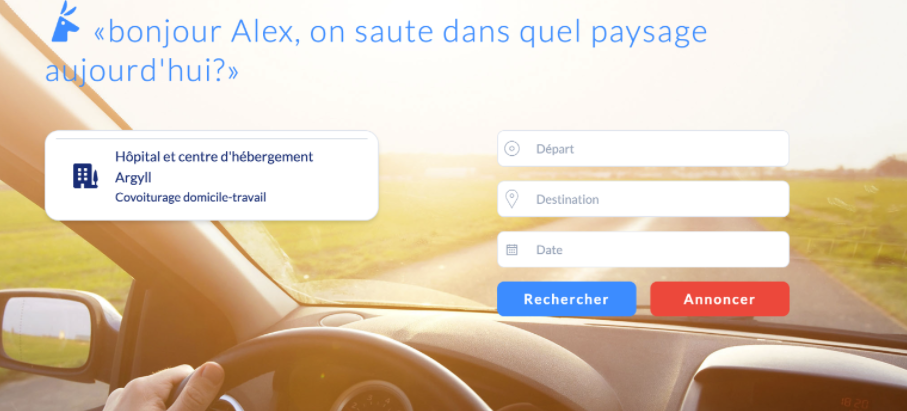 «bonjour Alex, on saute dans quel paysage
aujourd'hui?»
Hôpital et centre d'hébergement
Argyll
Covoiturage domicile-travail
Départ
Destination
Date
Rechercher
Annoncer